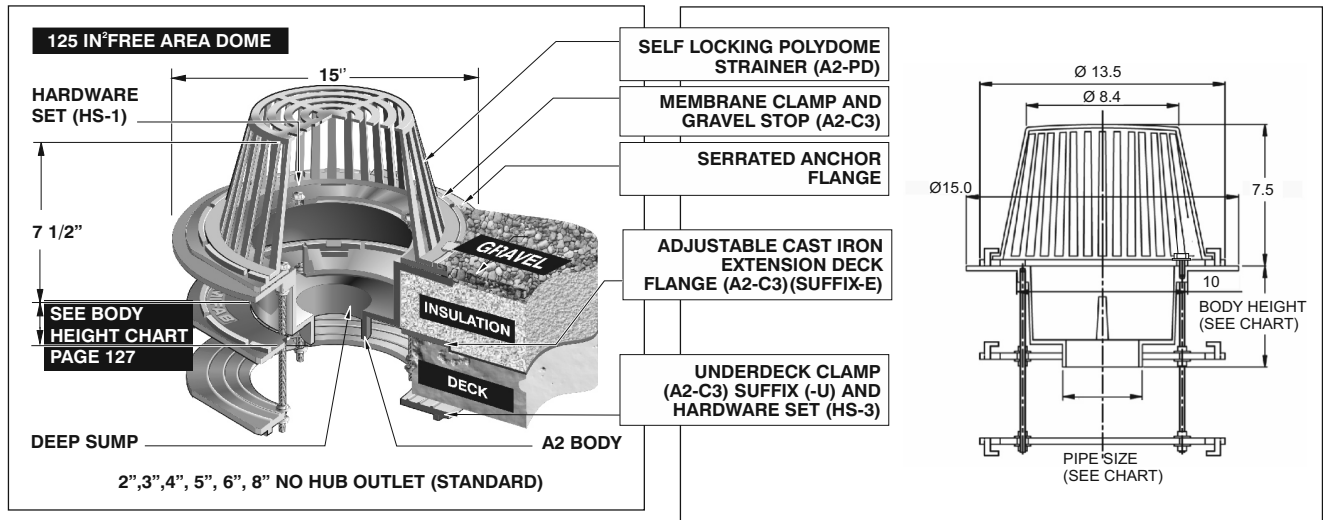 125 IN²FREE AREA DOME
15"
HARDWARE
SET (HS-1)
7 1/2”
SEE BODY
HEIGHT CHART
PAGE 127
DEEP SUMP
A2 BODY
2”,3”,4”, 5”, 6”, 8” NO HUB OUTLET (STANDARD)
GRAVEL
INSULATION
DECK
SELF LOCKING POLYDOME
STRAINER (A2-PD)
MEMBRANE CLAMP AND
GRAVEL STOP (A2-C3)
SERRATED ANCHOR
FLANGE
ADJUSTABLE CAST IRON
EXTENSION DECK
FLANGE (A2-C3)(SUFFIX-E)
UNDERDECK CLAMP
(A2-C3) SUFFIX (-U) AND
HARDWARE SET (HS-3)
Ø 13.5
Ø 8.4
Ø15.0
7.5
10
BODY HEIGHT
(SEE CHART)
PIPE SIZE
(SEE CHART)